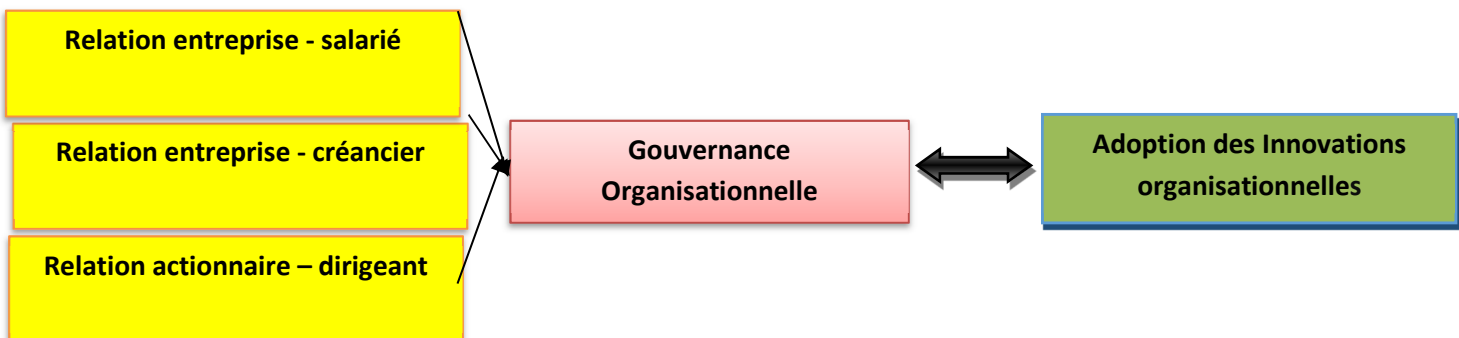 Relation entreprise - salarié
Relation entreprise - créancier
Relation actionnaire – dirigeant
Gouvernance
Organisationnelle
Adoption des Innovations
organisationnelles